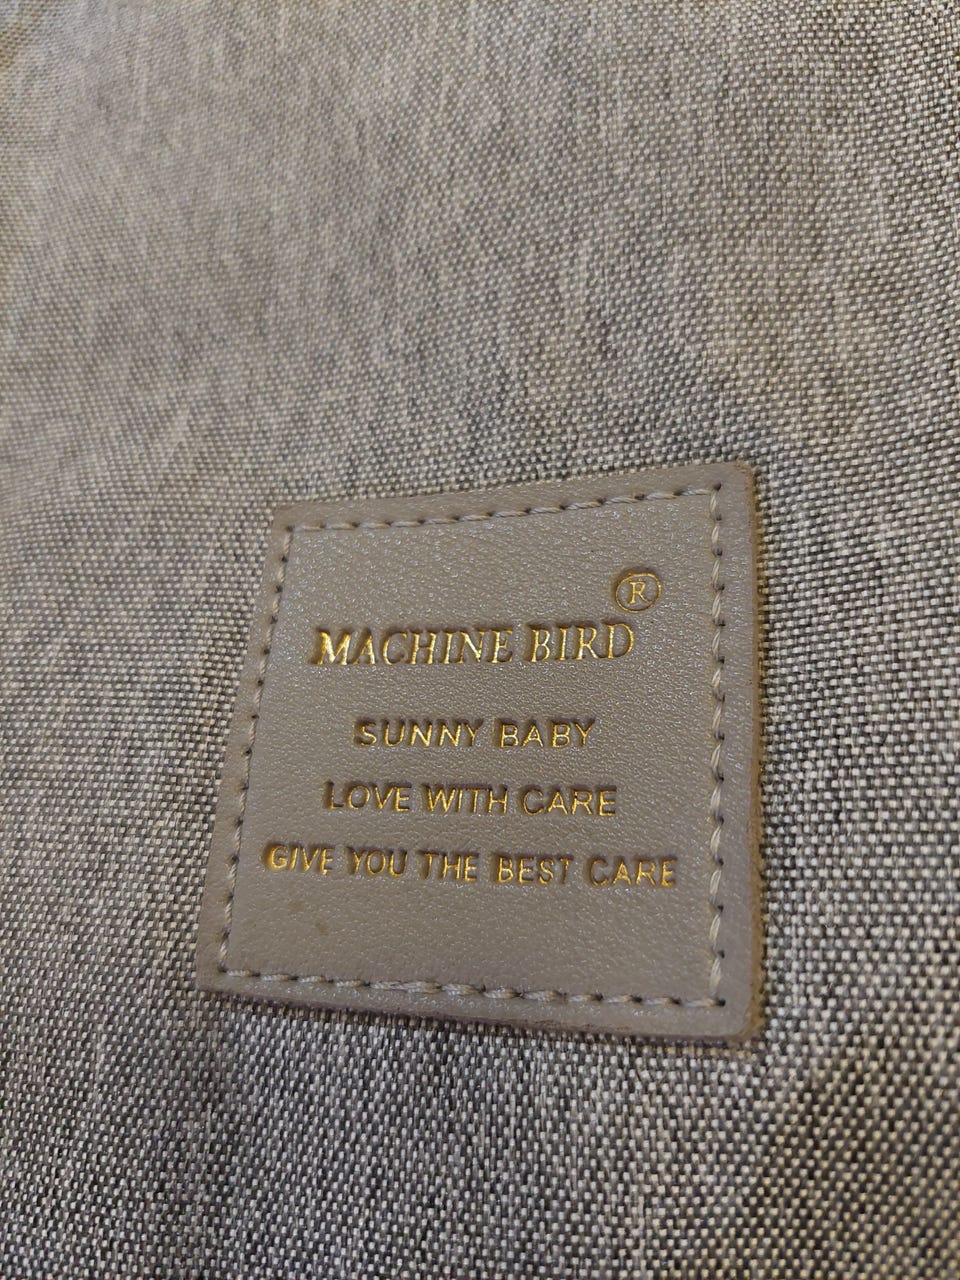 ®
MACHINE BIRD
SUNNY BABY
LOVE WITH CARE
GIVE YOU THE BEST CARE